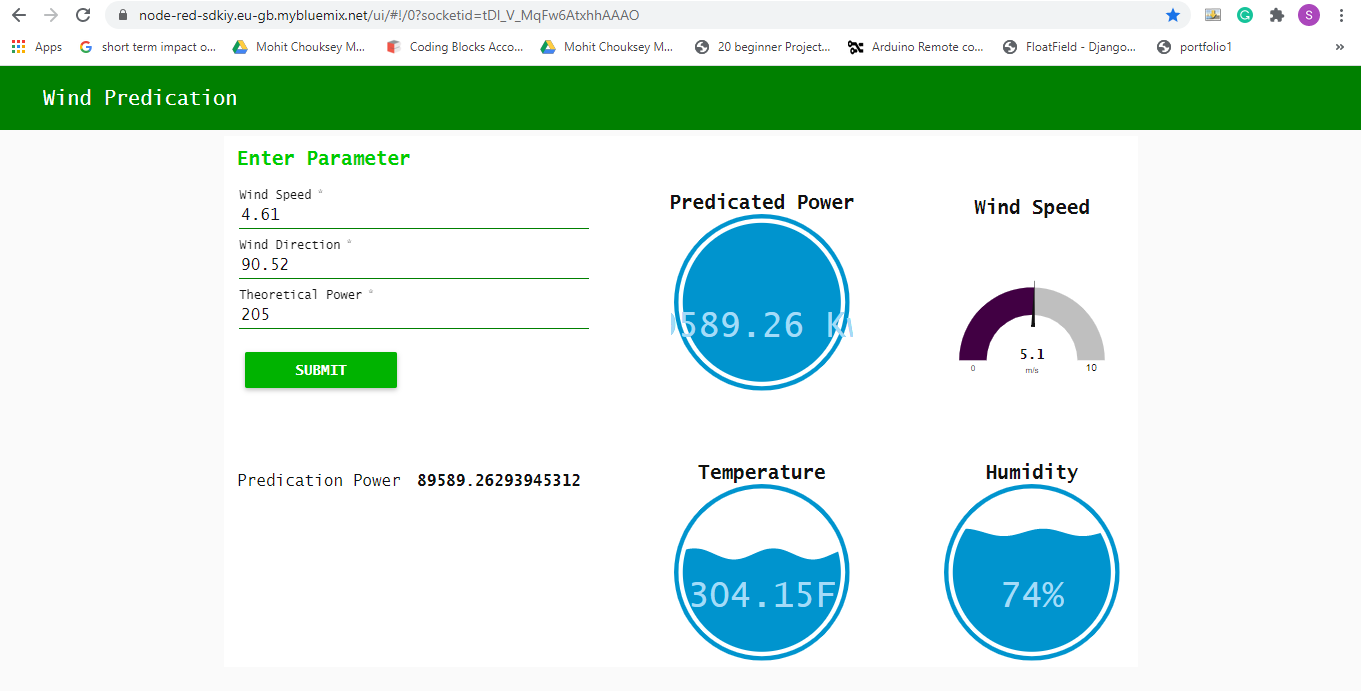 node-red-sdkiy.eu-gb.mybluemix.net/ui/#!/0?socketid=tDI_V_MqFw6AtxhhAAAO
G
S
Apps
short term impact o...
Mohit Chouksey M...
Coding Blocks Acco...
Mohit Chouksey M...
20 beginner Project...
Arduino Remote co...
FloatField - Django...
portfolio1
»
Wind Predication
Enter Parameter
Wind Speed *
4.61
Wind Direction *
90.52
Theoretical Power *
205
SUBMIT
Predication Power 89589.26293945312
Predicated Power
589.26
Wind Speed
5.1
0
m/s
10
Temperature
304.15F
Humidity
74%